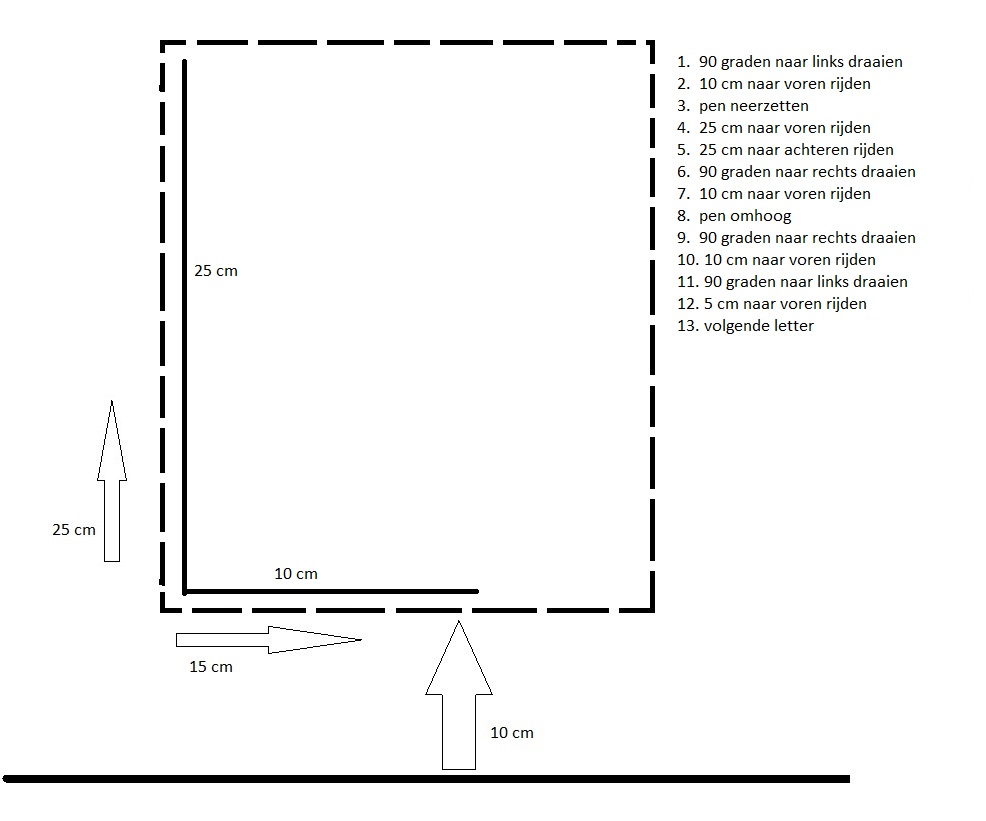 1. 90 graden naar links draaien
2. 10 cm naar voren rijden
3. pen neerzetten
4. 25 cm naar voren rijden
5. 25 cm naar achteren rijden
6. 90 graden naar rechts draaien
7. 10 cm naar voren rijden
8. pen omhoog
9. 90 graden naar rechts draaien
10. 10 cm naar voren rijden
11. 90 graden naar links draaien
12. 5 cm naar voren rijden
13. volgende letter
25 cm
25 cm
10 cm
15 cm
10 cm